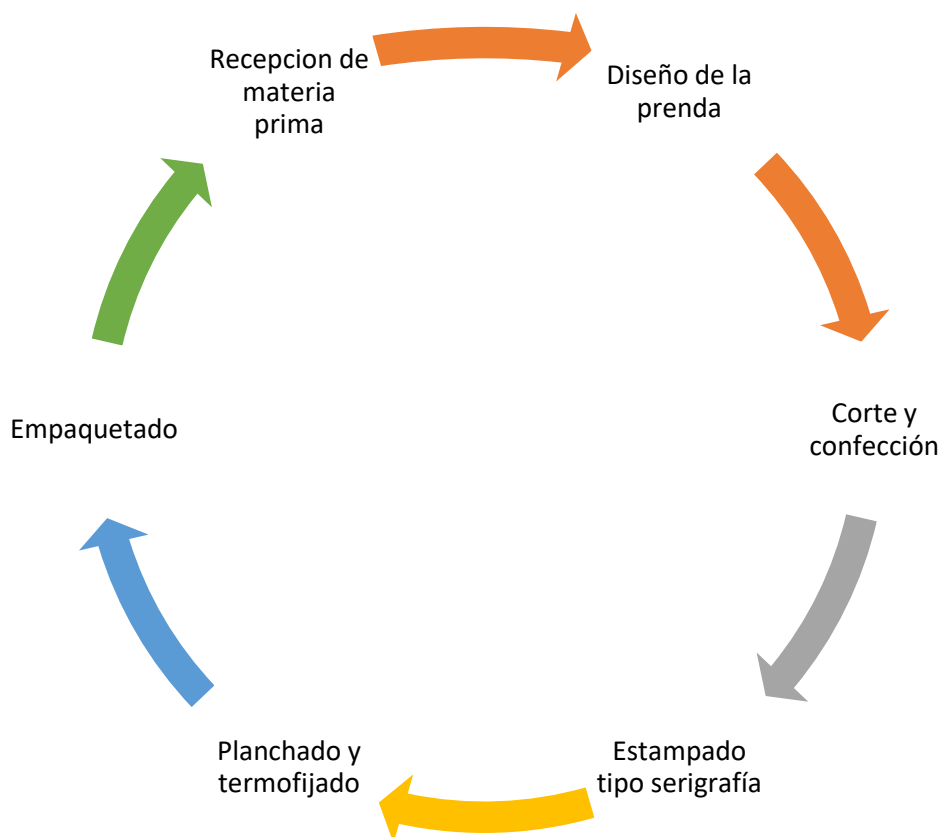 Recepcion de
materia
prima
Diseño de la
prenda
Corte y
confección
Estampado
tipo serigrafía
Planchado y
termofijado
Empaquetado